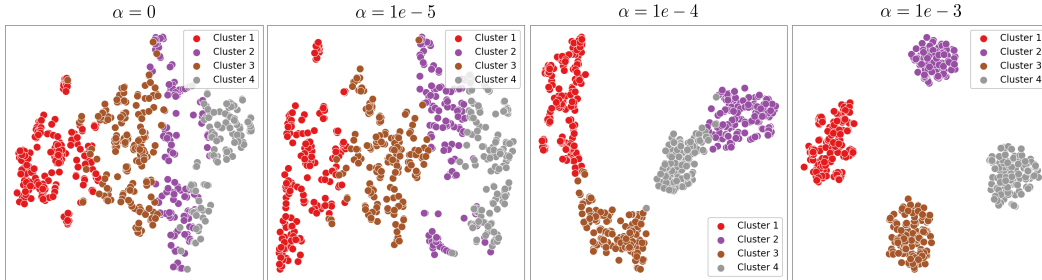 α = 0
Cluster 1
Cluster 2
Cluster 3
Cluster 4
α = 1e − 5
Cluster 1
Cluster 2
Cluster 3
Cluster 4
α = 1e − 4
Cluster 1
Cluster 2
Cluster 3
Cluster 4
α = 1e − 3
Cluster 1
Cluster 2
Cluster 3
Cluster 4